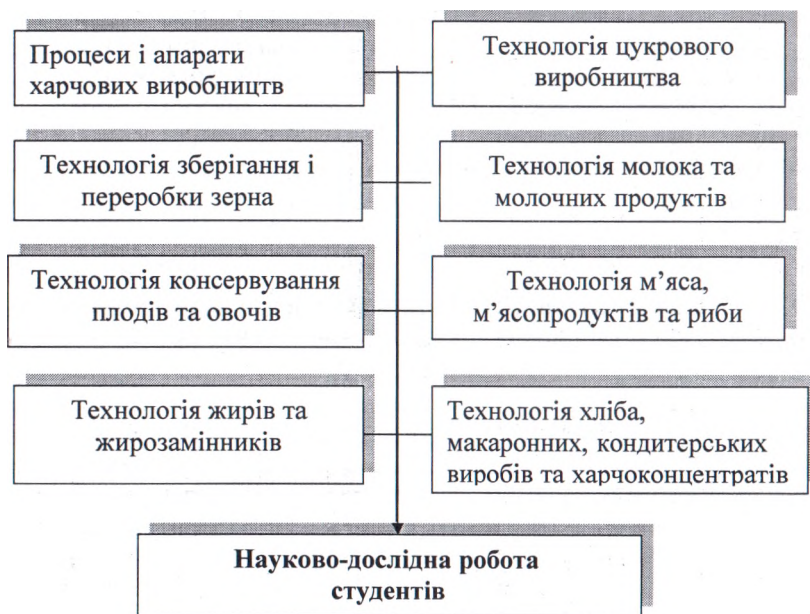 Процеси і апарати
харчових виробництв
Технологія цукрового
виробництва
Технологія зберігання і
переробки зерна
Технологія молока та
молочних продуктів
Технологія консервування
плодів та овочів
Технологія м’яса,
м’ясопродуктів та риби
Технологія жирів та
жирозамінників
Технологія хліба,
макаронних, кондитерських
виробів та харчоконцентратів
Науково-дослідна робота
студентів